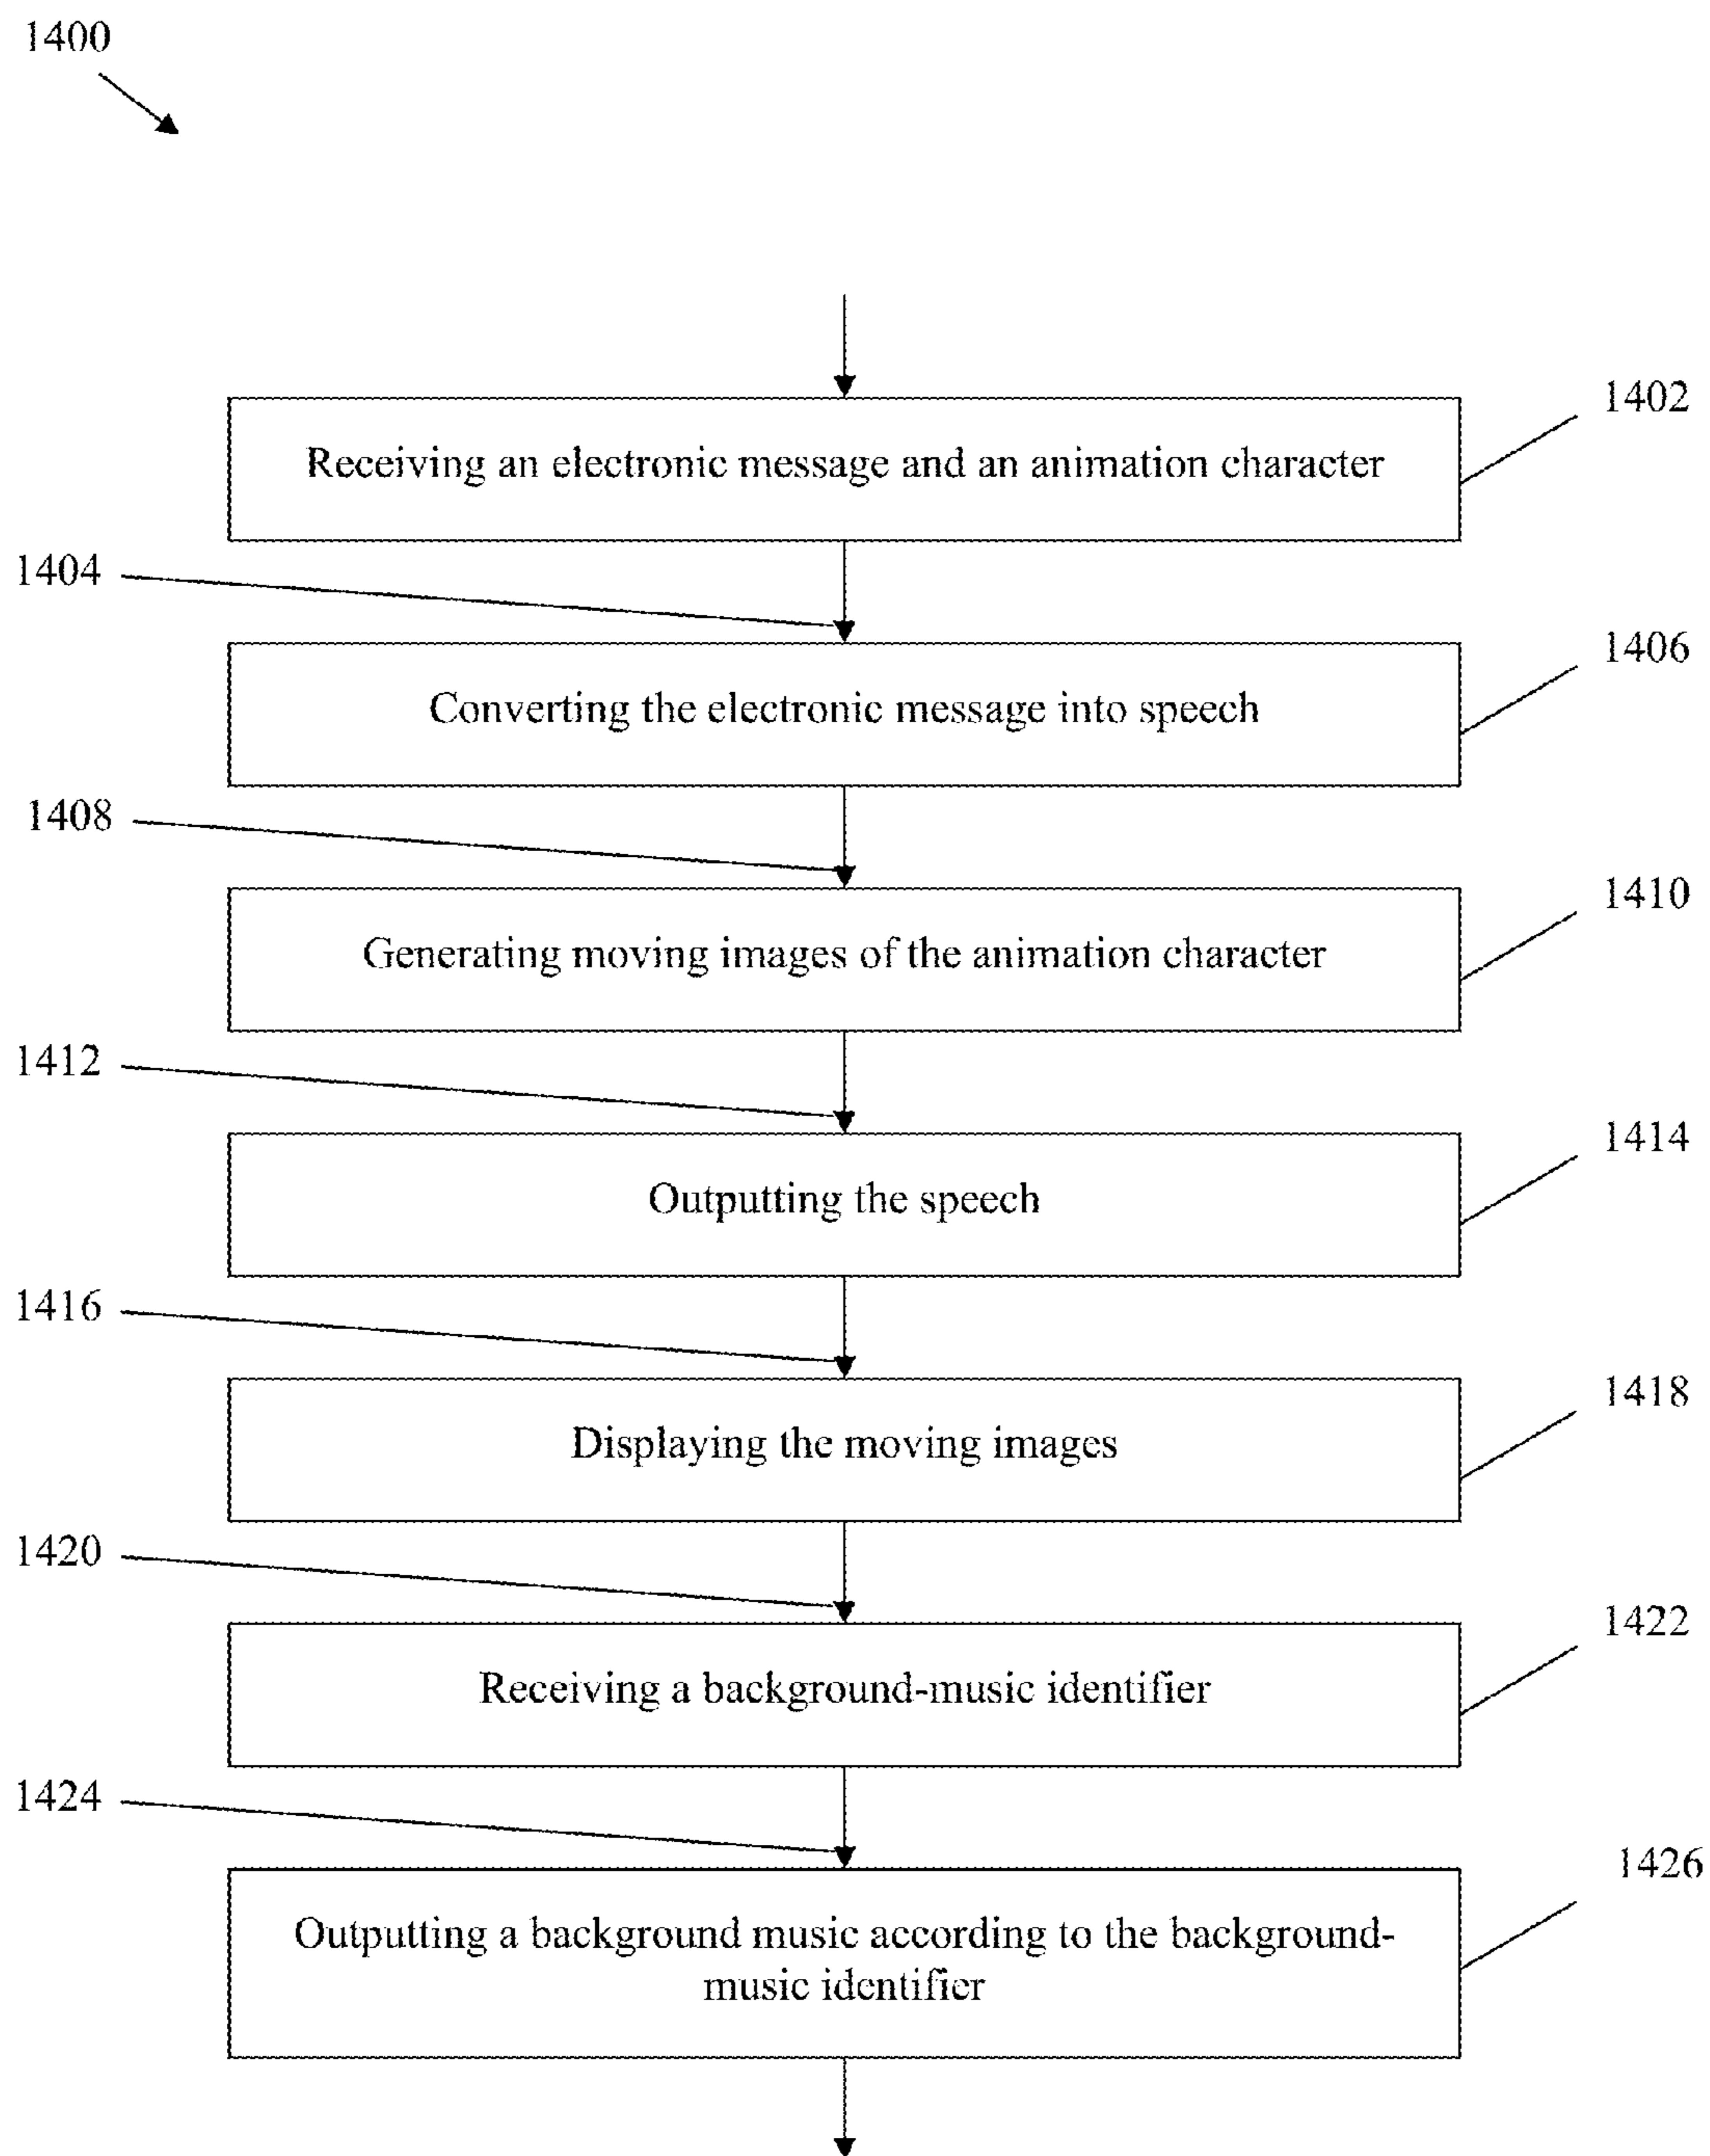 1400
1402
Receiving an electronic message and an animation character
1404
1406
Converting the electronic message into speech
1408
1410
Generating moving images of the animation character
1412
1414
Outputting the speech
1416
1418
Displaying the moving images
1420
1422
Receiving a background-music identifier
1424
1426
Outputting a background music according to the background-
music identifier